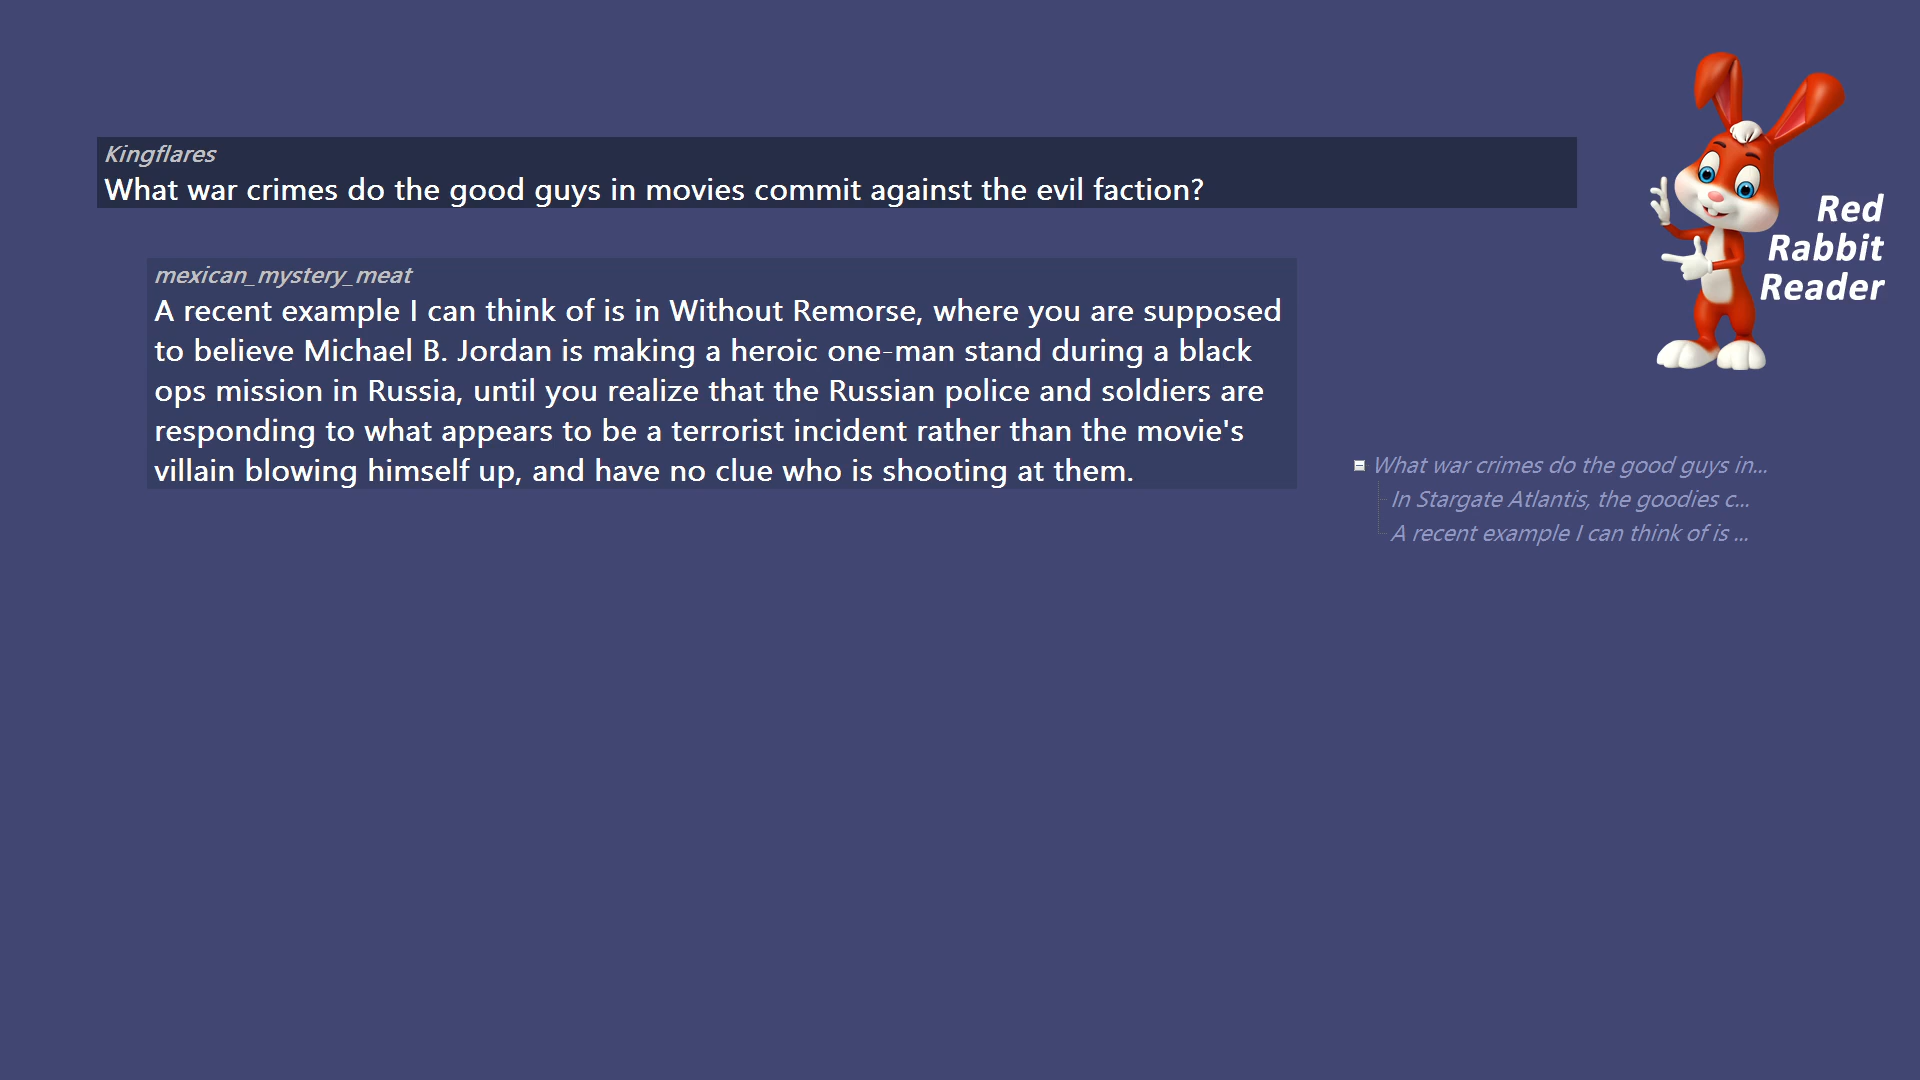 Kingflares
What war crimes do the good guys in movies commit against the evil faction?
mexican_mystery_meat
A recent example I can think of is in Without Remorse, where you are supposed
to believe Michael B. Jordan is making a heroic one-man stand during a black
ops mission in Russia, until you realize that the Russian police and soldiers are
responding to what appears to be a terrorist incident rather than the movie's
villain blowing himself up, and have no clue who is shooting at them.
Red
Rabbit
Reader
What war crimes do the good guys in...
In Stargate Atlantis, the goodies c...
A recent example I can think of is ...